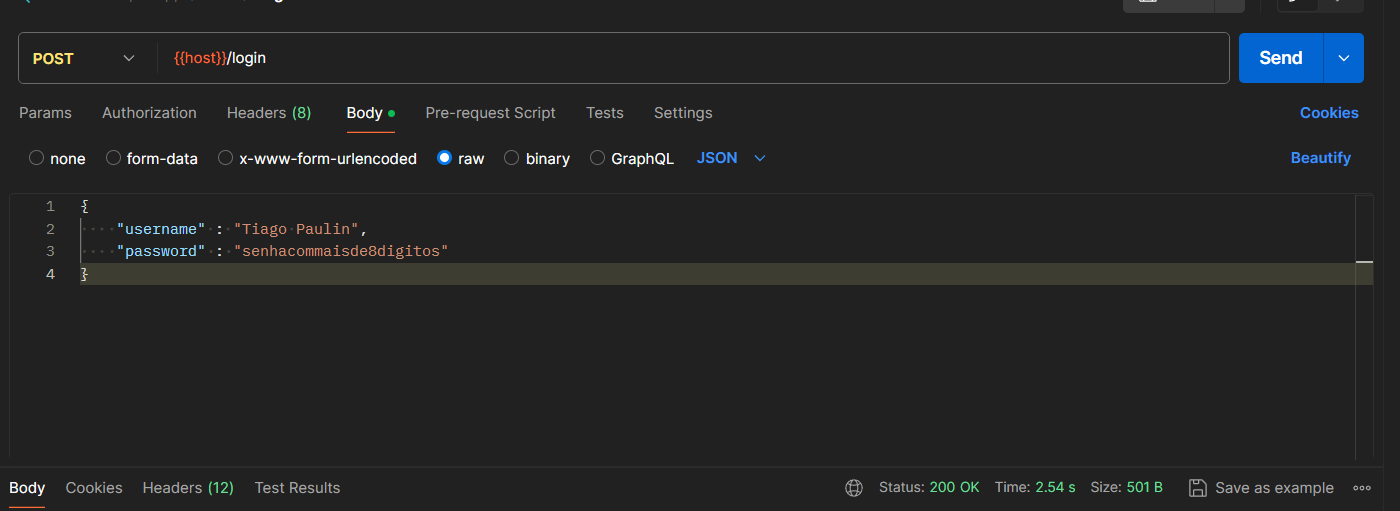 POST {{host}}/login Send
Params Authorization Headers (8) Body Pre-request Script Tests Settings Cookies
none form-data x-www-form-urlencoded raw binary GraphQL JSON Beautify
1 {
2 ····"username"·:·"Tiago·Paulin",
3 ····"password"·:·"senhacommaisde8digitos"
4 }
Body Cookies Headers (12) Test Results Status: 200 OK Time: 2.54 s Size: 501 B Save as example